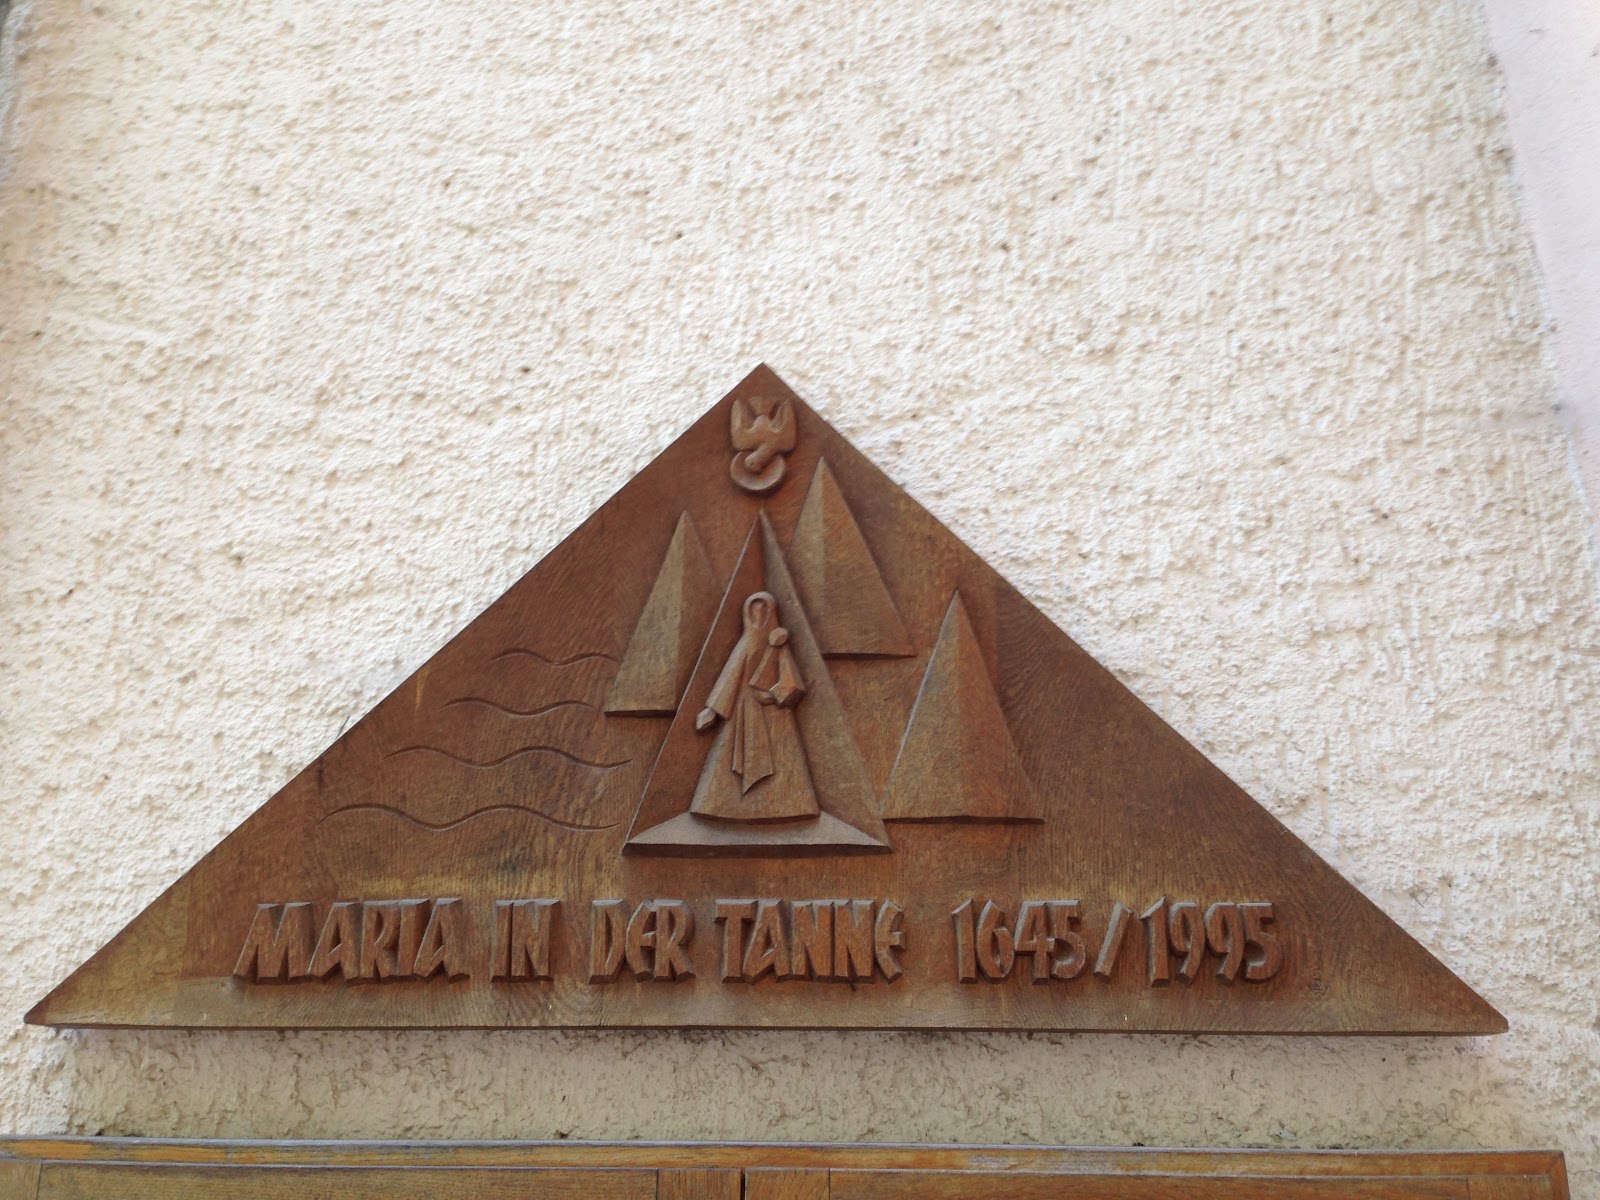 MARIA IN DER TANNE 1645/1995